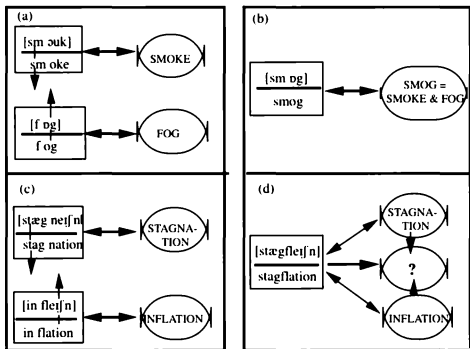 (a)
[sm əuk]
sm oke
SMOKE
[f ɒg]
f og
FOG
(b)
[sm ɒg]
smog
SMOG =
SMOKE & FOG
(c)
[stæg neɪʃn]
stag nation
STAGNA-
TION
[in fleɪʃn]
in flation
INFLATION
(d)
[stægfleɪʃn]
stagflation
STAGNA-
TION
?
INFLATION